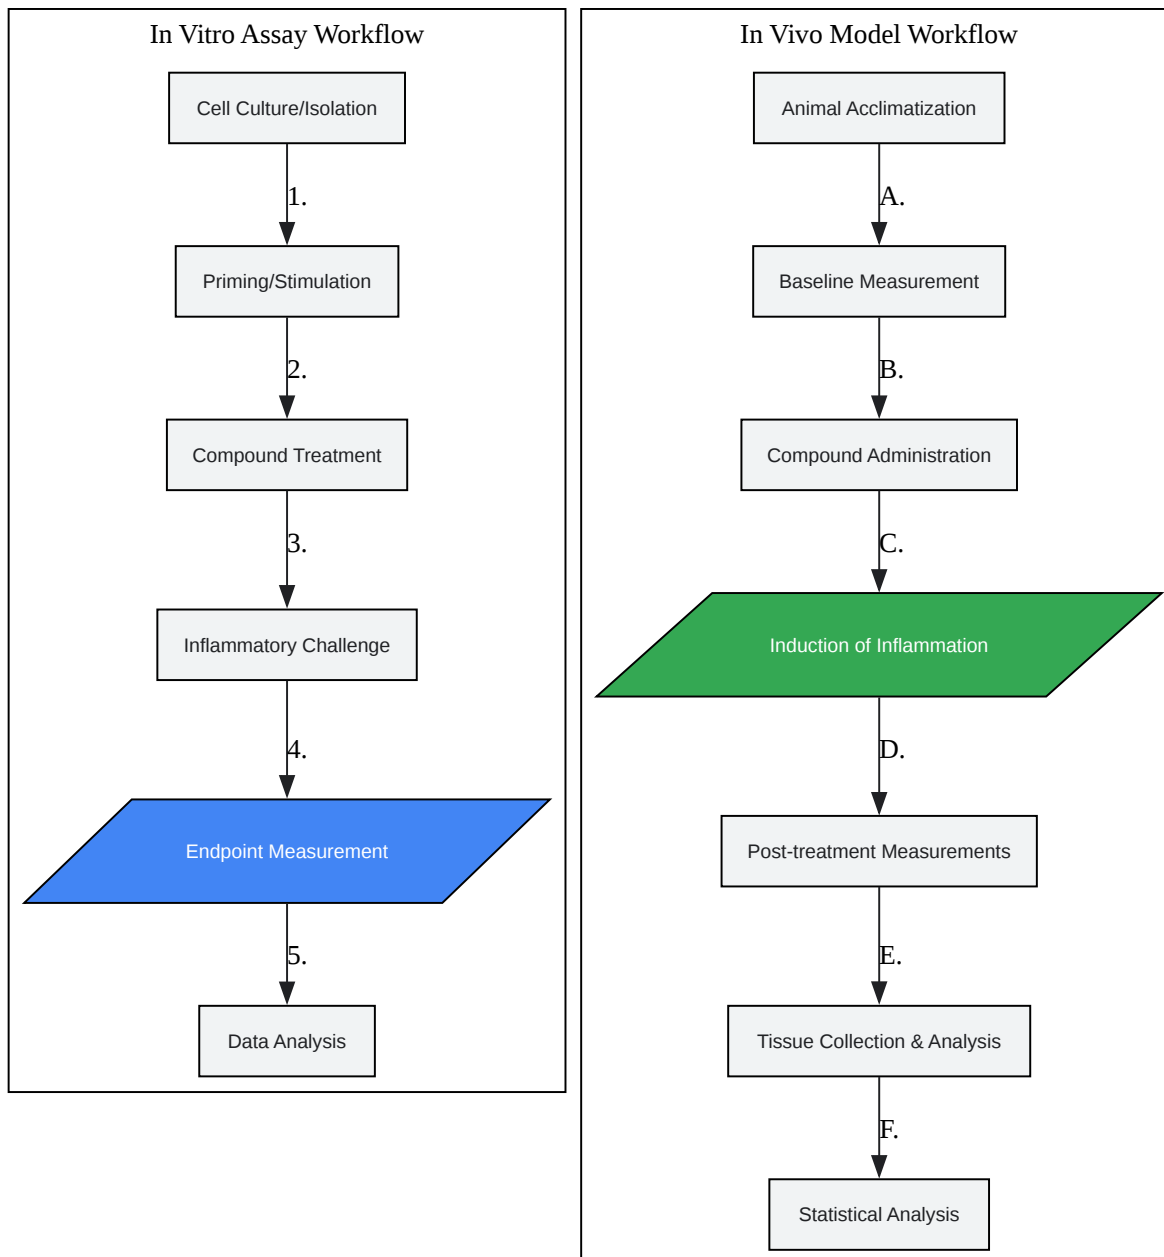 In Vitro Assay Workflow
Cell Culture/Isolation
1.
Priming/Stimulation
2.
Compound Treatment
3.
Inflammatory Challenge
4.
Endpoint Measurement
5.
Data Analysis
In Vivo Model Workflow
Animal Acclimatization
A.
Baseline Measurement
B.
Compound Administration
C.
Induction of Inflammation
D.
Post-treatment Measurements
E.
Tissue Collection & Analysis
F.
Statistical Analysis